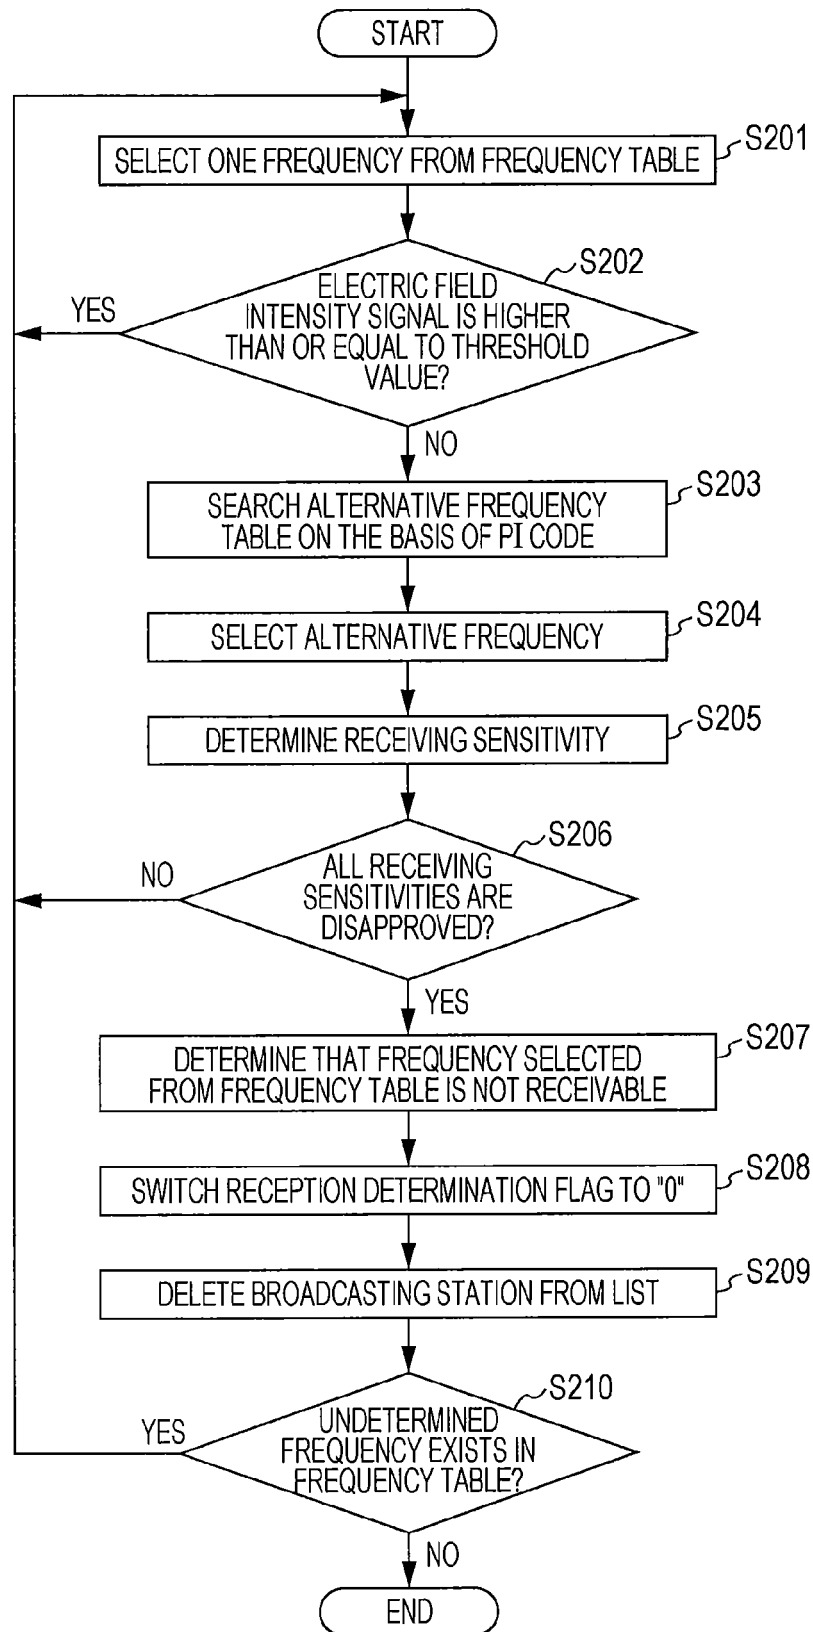 START
SELECT ONE FREQUENCY FROM FREQUENCY TABLE
S201
S202
ELECTRIC FIELD
INTENSITY SIGNAL IS HIGHER
THAN OR EQUAL TO THRESHOLD
VALUE?
YES
NO
S203
SEARCH ALTERNATIVE FREQUENCY
TABLE ON THE BASIS OF PI CODE
S204
SELECT ALTERNATIVE FREQUENCY
S205
DETERMINE RECEIVING SENSITIVITY
S206
ALL RECEIVING
SENSITIVITIES ARE
DISAPPROVED?
NO
YES
S207
DETERMINE THAT FREQUENCY SELECTED
FROM FREQUENCY TABLE IS NOT RECEIVABLE
S208
SWITCH RECEPTION DETERMINATION FLAG TO "0"
S209
DELETE BROADCASTING STATION FROM LIST
S210
UNDETERMINED
FREQUENCY EXISTS IN
FREQUENCY TABLE?
YES
NO
END